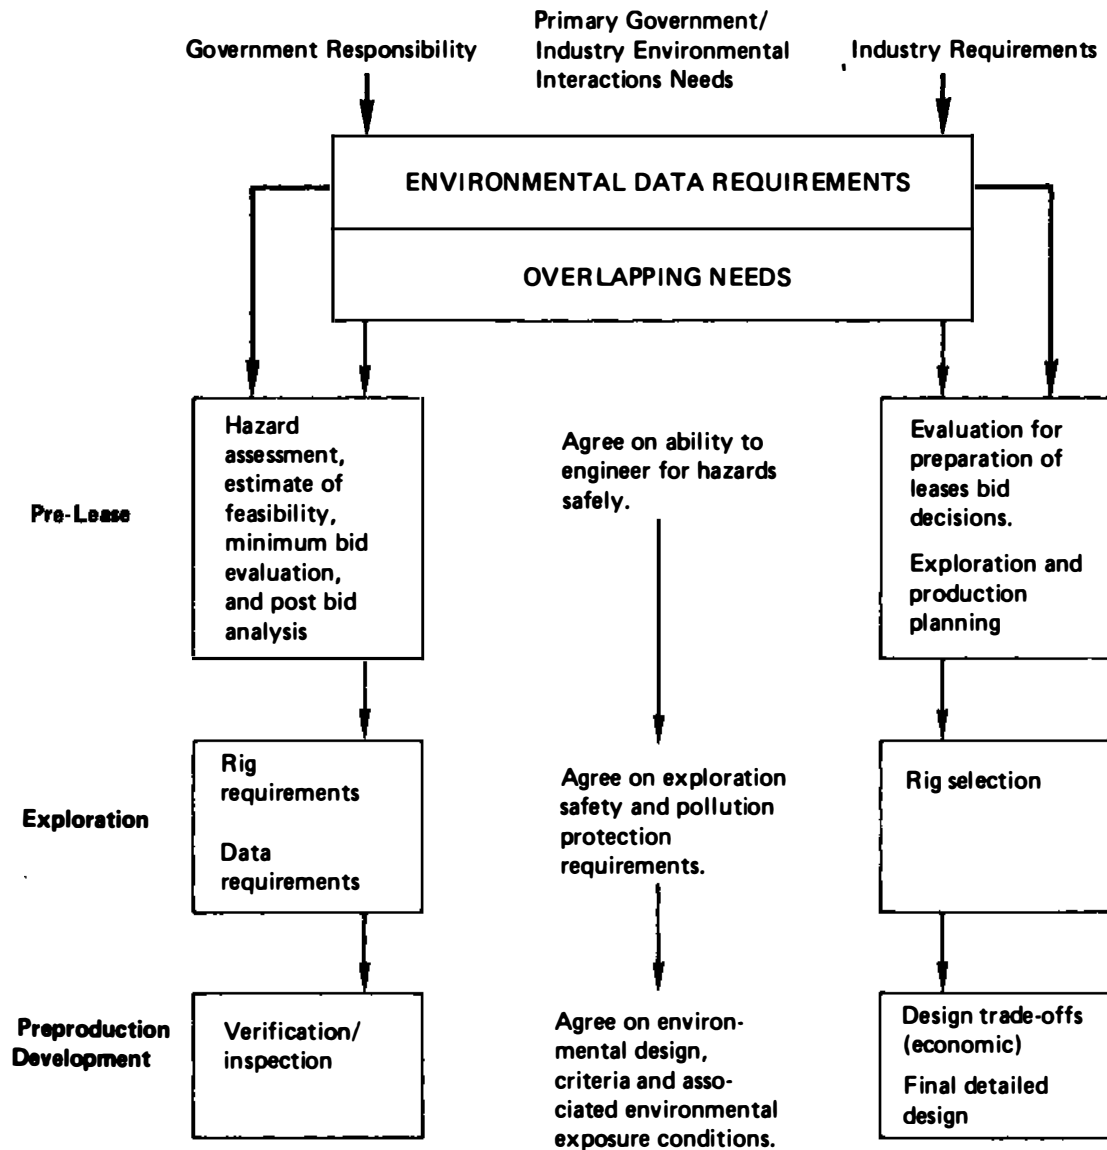 Government Responsibility
Primary Government/
Industry Environmental
Interactions Needs
Industry Requirements
ENVIRONMENTAL DATA REQUIREMENTS
OVERLAPPING NEEDS
Pre-Lease
Hazard
assessment,
estimate of
feasibility,
minimum bid
evaluation,
and post bid
analysis
Agree on ability to
engineer for hazards
safely.
Evaluation for
preparation of
leases bid
decisions.
Exploration and
production
planning
Exploration
Rig
requirements
Data
requirements
Agree on exploration
safety and pollution
protection
requirements.
Rig selection
Preproduction
Development
Verification/
inspection
Agree on environ-
mental design,
criteria and asso-
ciated environmental
exposure conditions.
Design trade-offs
(economic)
Final detailed
design